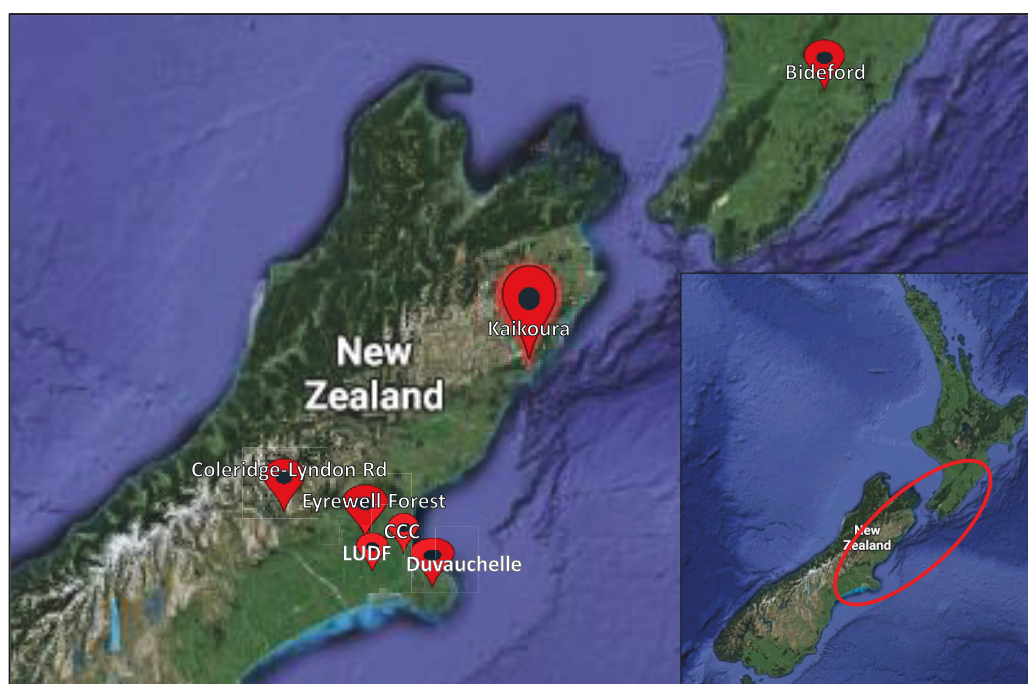 Bideford
Kaikoura
New
Zealand
Coleridge-Lyndon Rd
Eyrewell Forest
CCC
LUDF
Duvauchelle
New
Zealand